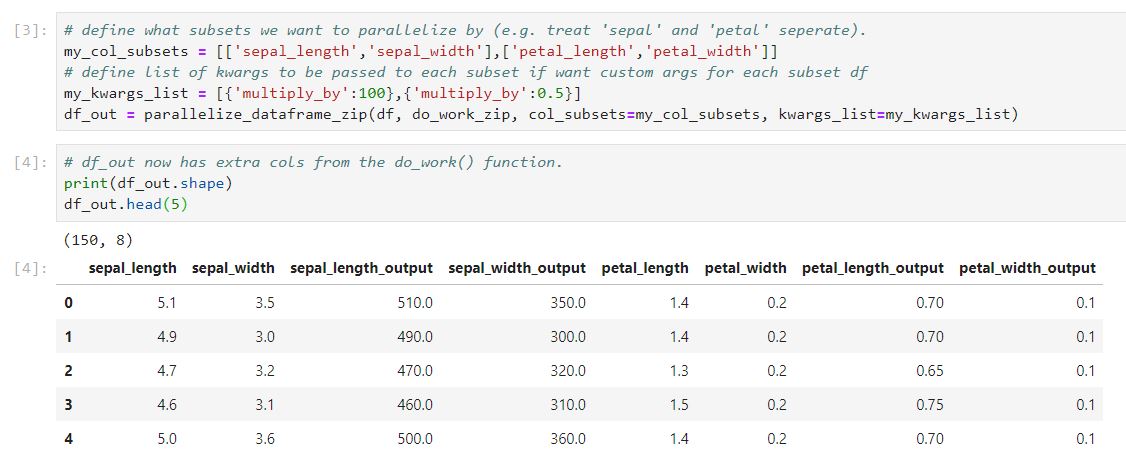 [3]: # define what subsets we want to parallelize by (e.g. treat 'sepal' and 'petal' seperate).
my_col_subsets = [['sepal_length','sepal_width'],['petal_length','petal_width']]
# define list of kwargs to be passed to each subset if want custom args for each subset df
my_kwargs_list = [{'multiply_by':100},{'multiply_by':0.5}]
df_out = parallelize_dataframe_zip(df, do_work_zip, col_subsets=my_col_subsets, kwargs_list=my_kwargs_list)
[4]: # df_out now has extra cols from the do_work() function.
print(df_out.shape)
df_out.head(5)
(150, 8)
[4]: sepal_length sepal_width sepal_length_output sepal_width_output petal_length petal_width petal_length_output petal_width_output
0 5.1 3.5 510.0 350.0 1.4 0.2 0.70 0.1
1 4.9 3.0 490.0 300.0 1.4 0.2 0.70 0.1
2 4.7 3.2 470.0 320.0 1.3 0.2 0.65 0.1
3 4.6 3.1 460.0 310.0 1.5 0.2 0.75 0.1
4 5.0 3.6 500.0 360.0 1.4 0.2 0.70 0.1